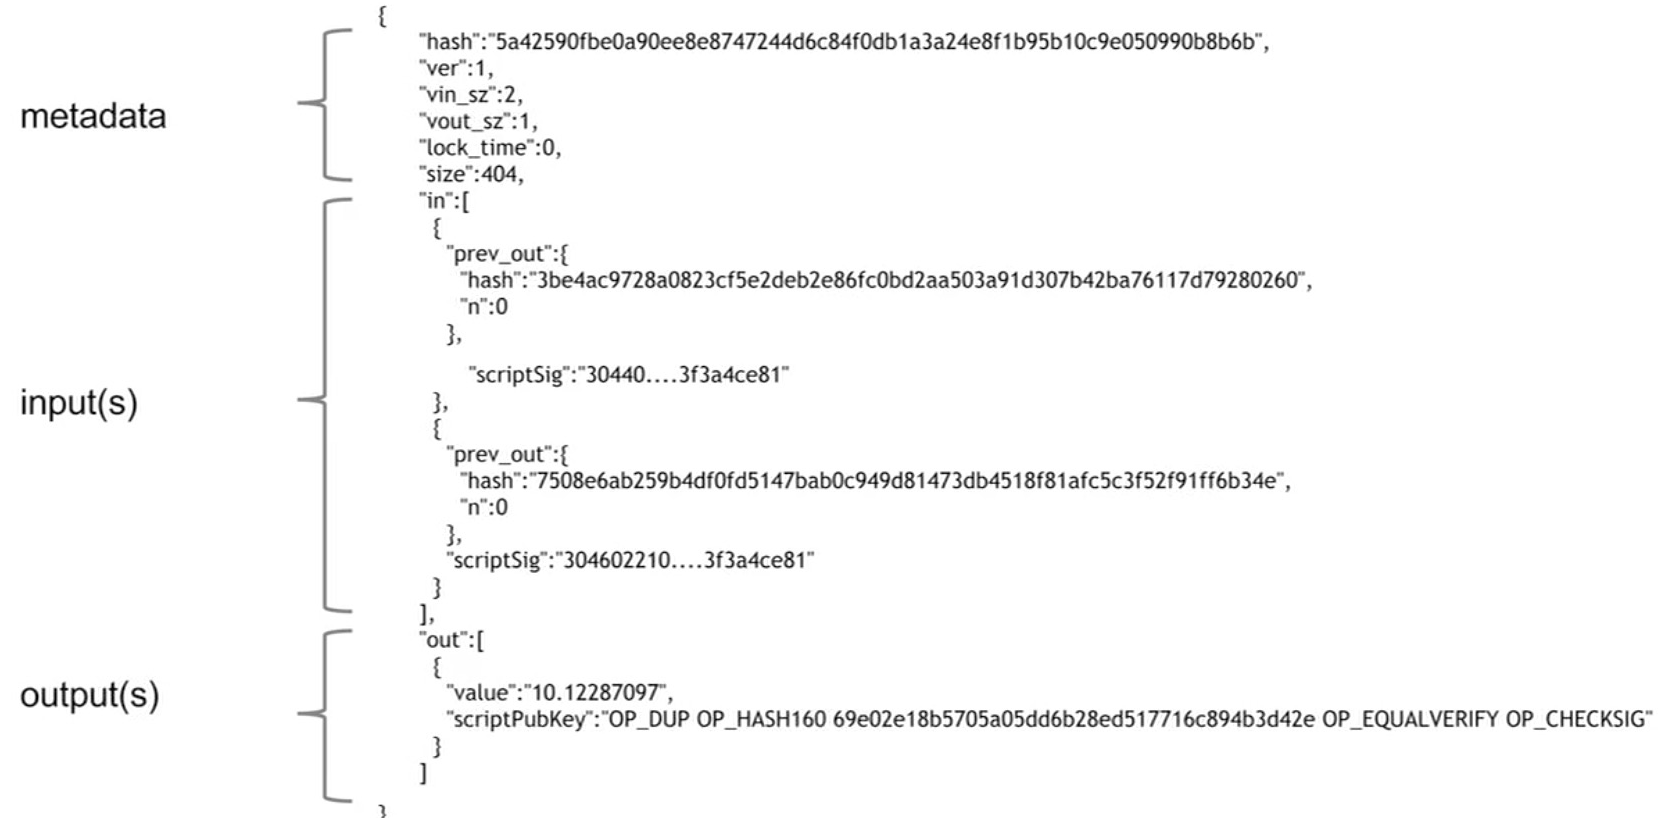 {
"hash":"5a42590fbe0a90ee8e8747244d6c84f0db1a3a24e8f1b95b10c9e050990b8b6b",
"ver":1,
"vin_sz":2,
metadata
"vout_sz":1,
"lock_time":0,
"size":404,
"in":[
{
"prev_out":{
"hash":"3be4ac9728a0823cf5e2deb2e86fc0bd2aa503a91d307b42ba76117d79280260",
"n":0
},
"scriptSig":"30440....3f3a4ce81"
input(s)
},
{
"prev_out":{
"hash":"7508e6ab259b4df0fd5147bab0c949d81473db4518f81afc5c3f52f91ff6b34e",
"n":0
},
"scriptSig":"304602210....3f3a4ce81"
}
],
"out":[
{
output(s)
"value":"10.12287097",
"scriptPubKey":"OP_DUP OP_HASH160 69e02e18b5705a05dd6b28ed517716c894b3d42e OP_EQUALVERIFY OP_CHECKSIG"
}
]
}